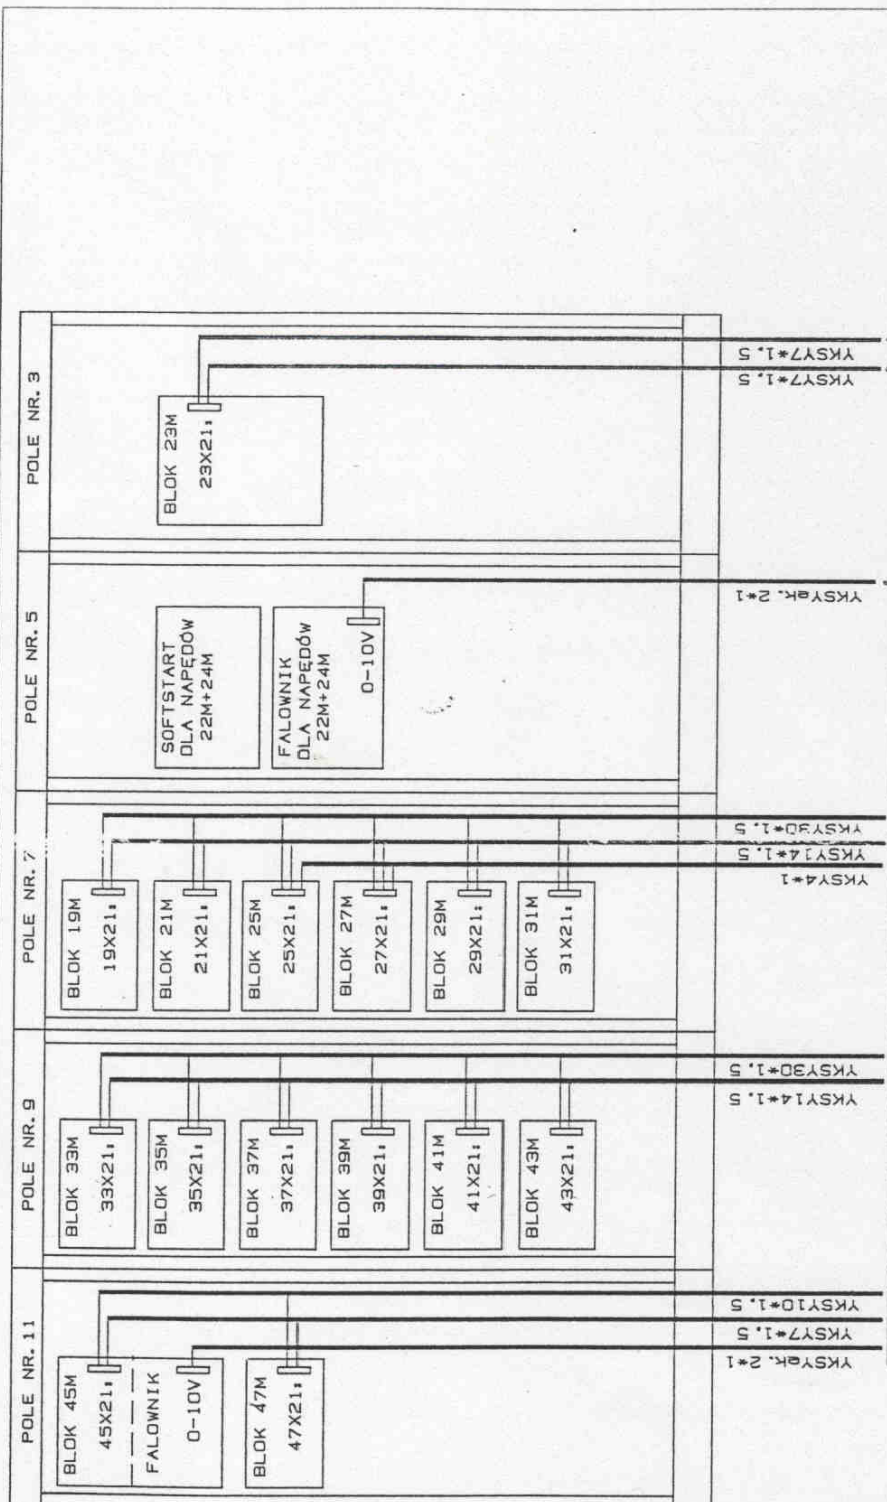 POLE NR. 11
BLOK 45M
45X21:
FALOWNIK
0-10V
BLOK 47M
47X21:
YKSY10*1.5
YKSY7*1.5
YKSYek. 2*1
POLE NR. 9
BLOK 33M
33X21:
BLOK 35M
35X21:
BLOK 37M
37X21:
BLOK 39M
39X21:
BLOK 41M
41X21:
BLOK 43M
43X21:
YKSY30*1.5
YKSY14*1.5
POLE NR. 7
BLOK 19M
19X21:
BLOK 21M
21X21:
BLOK 25M
25X21:
BLOK 27M
27X21:
BLOK 29M
29X21:
BLOK 31M
31X21:
YKSY30*1.5
YKSY14*1.5
YKSY4*1
POLE NR. 5
SOFTSTART
DLA NAPĘDÓW
22M+24M
FALOWNIK
DLA NAPĘDÓW
22M+24M
0-10V
YKSYek. 2*1
POLE NR. 3
BLOK 23M
23X21:
YKSY7*1.5
YKSY7*1.5